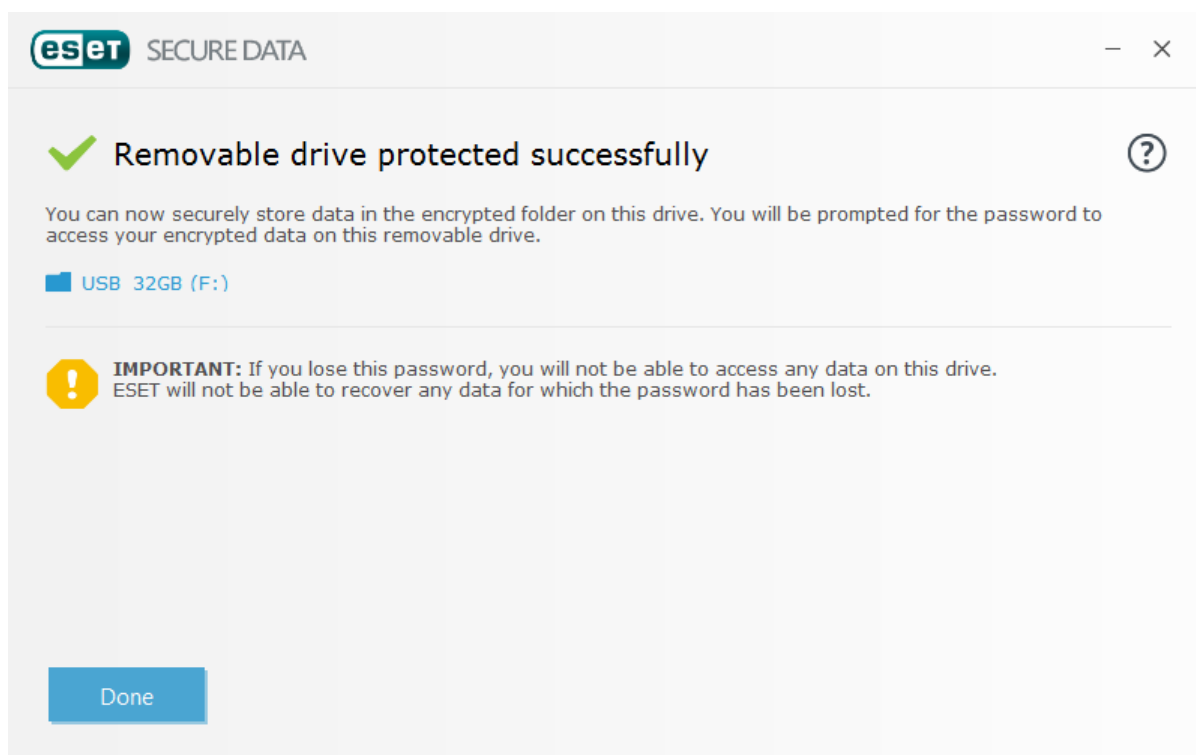 eset SECURE DATA
Removable drive protected successfully
You can now securely store data in the encrypted folder on this drive. You will be prompted for the password to
access your encrypted data on this removable drive.
USB 32GB (F:)
IMPORTANT: If you lose this password, you will not be able to access any data on this drive.
ESET will not be able to recover any data for which the password has been lost.
Done